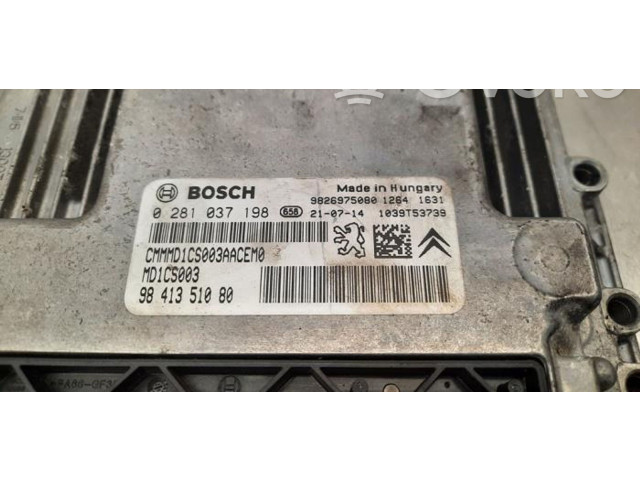 BOSCH
Made in Hungary
9826975080 1264 1631
0 281 037 198 658 21-07-14 1039T53739
CMMMD1CS003AACEM0
MD1CS003
98 413 510 80